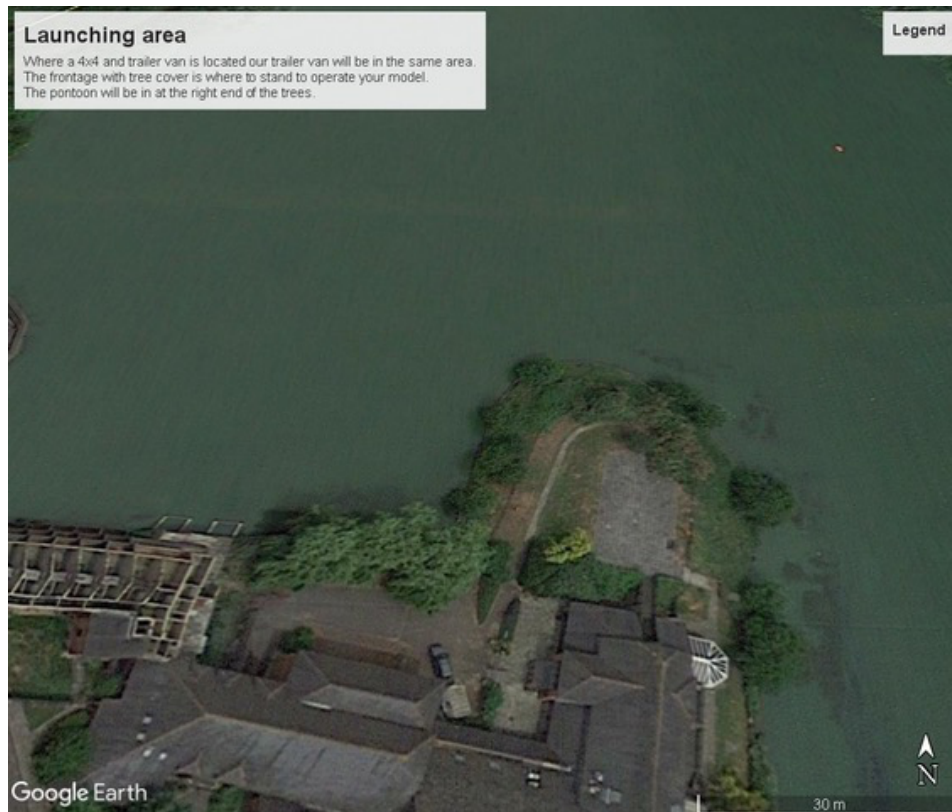 Launching area
Legend
Where a 4x4 and trailer van is located our trailer van will be in the same area.
The frontage with tree cover is where to stand to operate your model.
The pontoon will be in at the right end of the trees.
N
Google Earth
30 m